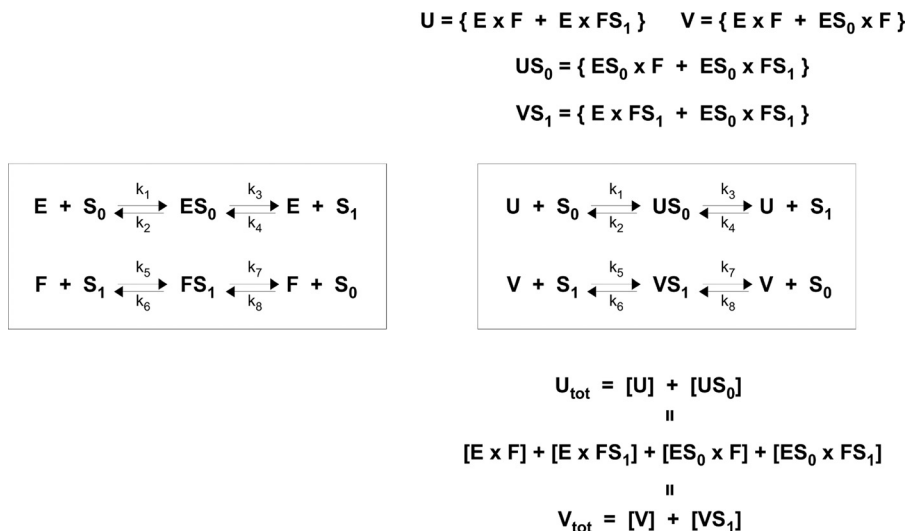 U = { E x F + E x FS₁ } V = { E x F + ES₀ x F }
US₀ = { ES₀ x F + ES₀ x FS₁ }
VS₁ = { E x FS₁ + ES₀ x FS₁ }
k₁ k₃
E + S₀ ES₀ E + S₁
k₂ k₄
k₅ k₇
F + S₁ FS₁ F + S₀
k₆ k₈
k₁ k₃
U + S₀ US₀ U + S₁
k₂ k₄
k₅ k₇
V + S₁ VS₁ V + S₀
k₆ k₈
Uₜₒₜ = [U] + [US₀]
=
[E x F] + [E x FS₁] + [ES₀ x F] + [ES₀ x FS₁]
=
Vₜₒₜ = [V] + [VS₁]